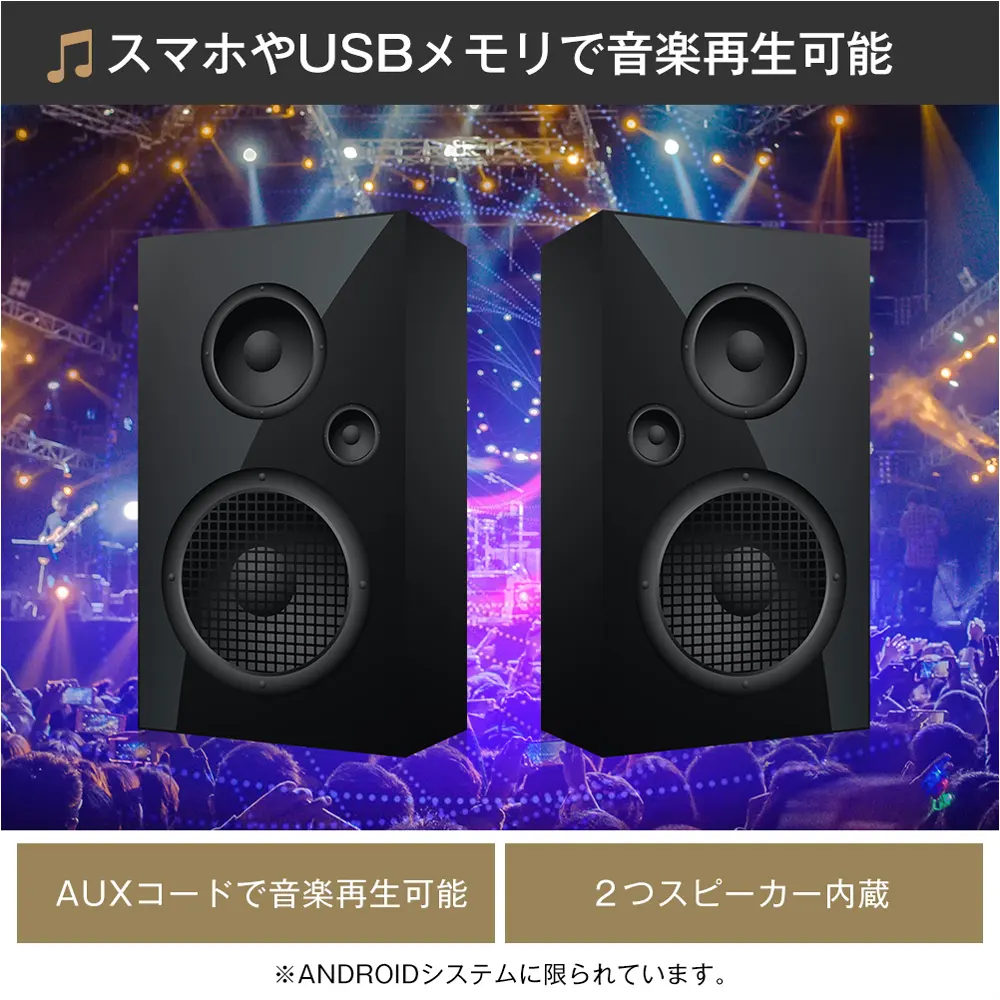 スマホやUSBメモリで音楽再生可能
AUXコードで音楽再生可能
2つスピーカー内蔵
※ANDROIDシステムに限られています。